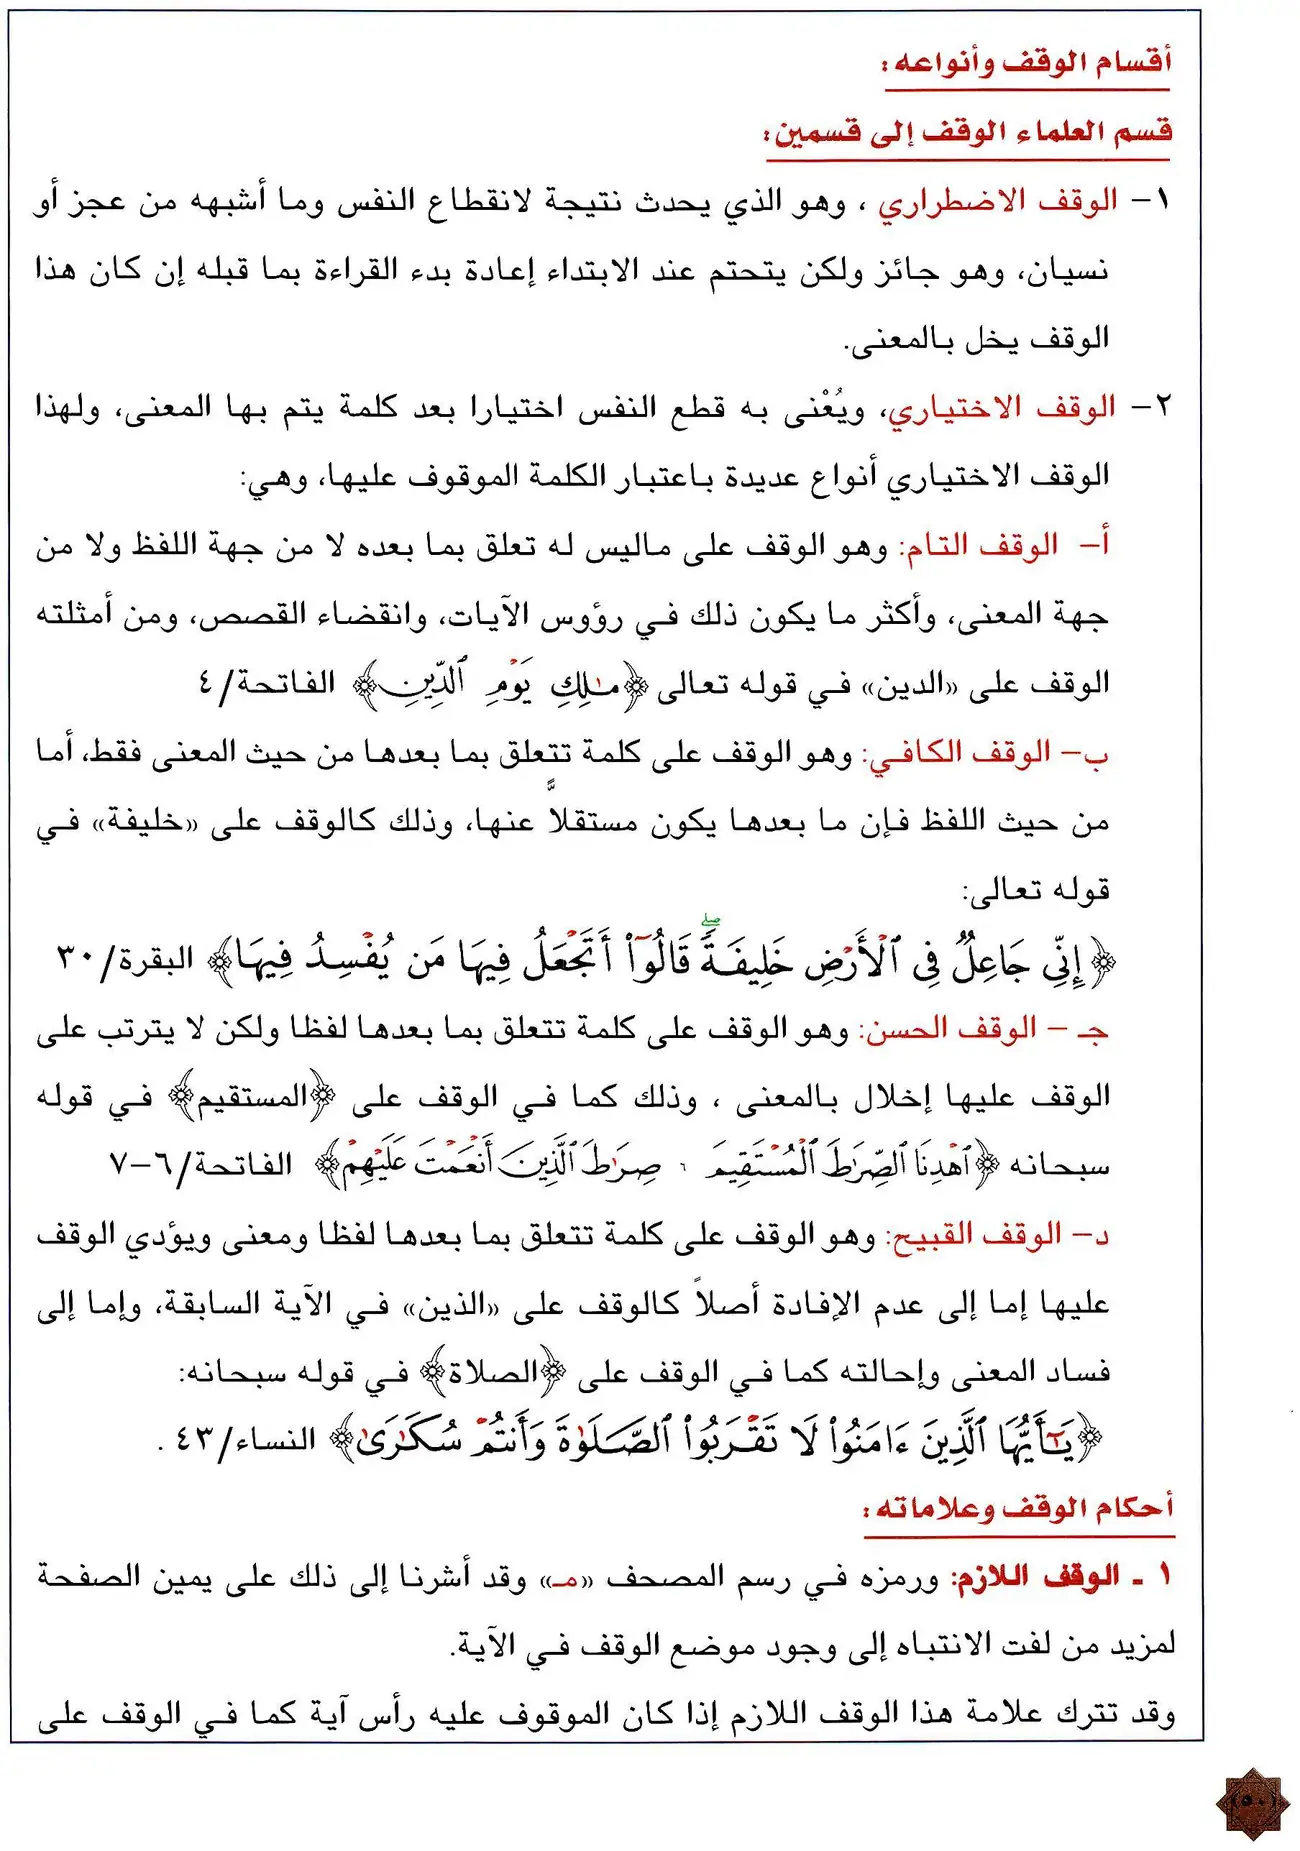 أقسام الوقف وأنواعه:
قسم العلماء الوقف إلى قسمين:
١- الوقف الاضطراري ، وهو الذي يحدث نتيجة لانقطاع النفس وما أشبهه من عجز أو
نسيان، وهو جائز ولكن يتحتم عند الابتداء إعادة بدء القراءة بما قبله إن كان هذا
الوقف يخل بالمعنى.
٢- الوقف الاختياري، ويُعْنى به قطع النفس اختيارا بعد كلمة يتم بها المعنى، ولهذا
الوقف الاختياري أنواع عديدة باعتبار الكلمة الموقوف عليها، وهي:
أ- الوقف التام: وهو الوقف على ماليس له تعلق بما بعده لا من جهة اللفظ ولا من
جهة المعنى، وأكثر ما يكون ذلك في رؤوس الآيات، وانقضاء القصص، ومن أمثلته
الوقف على «الدين» في قوله تعالى ﴿مَٰلِكِ يَوْمِ ٱلدِّينِ﴾ الفاتحة/٤
ب- الوقف الكافي: وهو الوقف على كلمة تتعلق بما بعدها من حيث المعنى فقط، أما
من حيث اللفظ فإن ما بعدها يكون مستقلاً عنها، وذلك كالوقف على «خليفة» في
قوله تعالى:
﴿إِنِّي جَاعِلٌ فِي ٱلْأَرْضِ خَلِيفَةًۖ قَالُوٓا۟ أَتَجْعَلُ فِيهَا مَن يُفْسِدُ فِيهَا﴾ البقرة/٣٠
جـ - الوقف الحسن: وهو الوقف على كلمة تتعلق بما بعدها لفظا ولكن لا يترتب على
الوقف عليها إخلال بالمعنى ، وذلك كما في الوقف على ﴿المستقيم﴾ في قوله
سبحانه ﴿ٱهْدِنَا ٱلصِّرَٰطَ ٱلْمُسْتَقِيمَ ٦ صِرَٰطَ ٱلَّذِينَ أَنْعَمْتَ عَلَيْهِمْ﴾ الفاتحة/٦-٧
د- الوقف القبيح: وهو الوقف على كلمة تتعلق بما بعدها لفظا ومعنى ويؤدي الوقف
عليها إما إلى عدم الإفادة أصلاً كالوقف على «الذين» في الآية السابقة، وإما إلى
فساد المعنى وإحالته كما في الوقف على ﴿الصلاة﴾ في قوله سبحانه:
﴿يَٰٓأَيُّهَا ٱلَّذِينَ ءَامَنُوا۟ لَا تَقْرَبُوا۟ ٱلصَّلَوٰةَ وَأَنتُمْ سُكَٰرَىٰ﴾ النساء/٤٣ .
أحكام الوقف وعلاماته:
١ ـ الوقف اللازم: ورمزه في رسم المصحف «مـ» وقد أشرنا إلى ذلك على يمين الصفحة
لمزيد من لفت الانتباه إلى وجود موضع الوقف في الآية.
وقد تترك علامة هذا الوقف اللازم إذا كان الموقوف عليه رأس آية كما في الوقف على